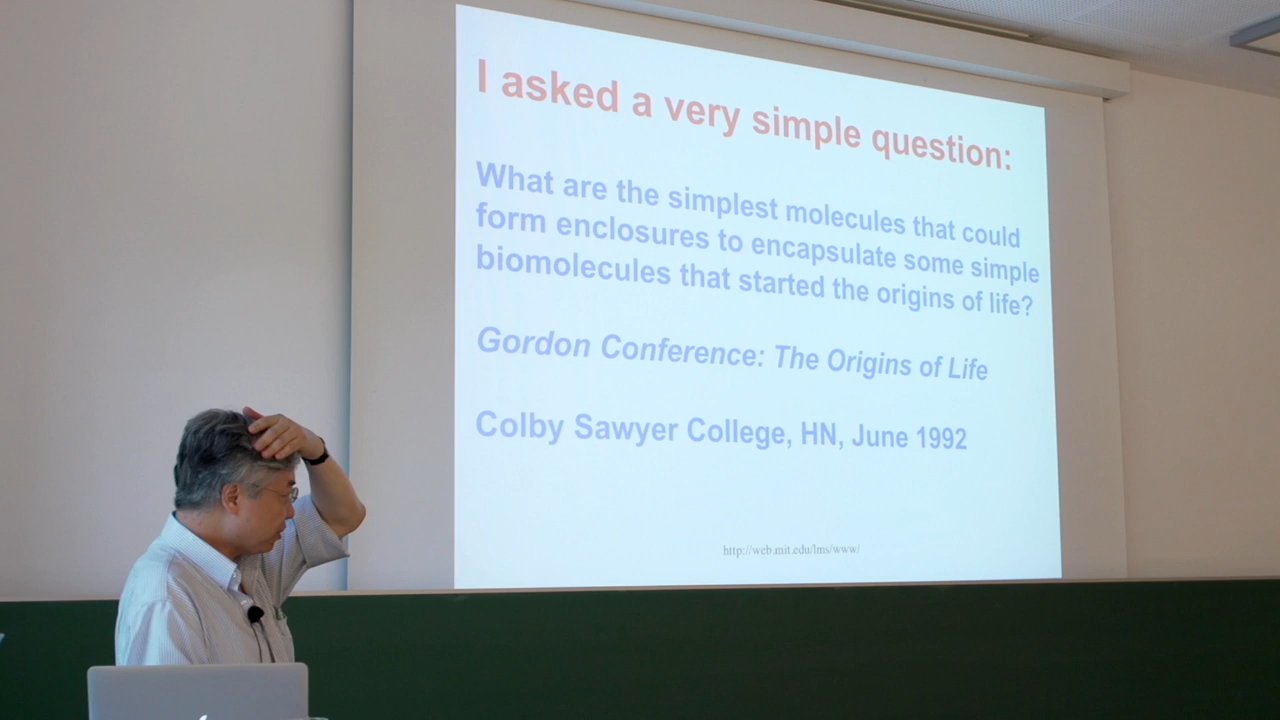 I asked a very simple question:
What are the simplest molecules that could
form enclosures to encapsulate some simple
biomolecules that started the origins of life?
Gordon Conference: The Origins of Life
Colby Sawyer College, HN, June 1992
http://web.mit.edu/lms/www/